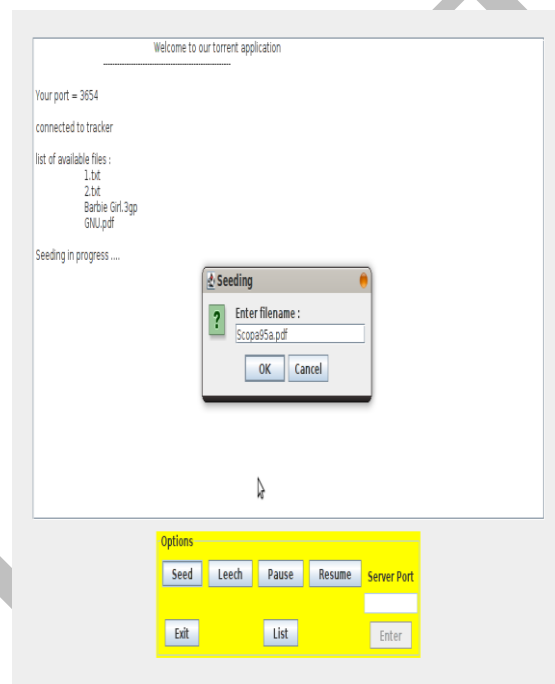 Welcome to our torrent application
------------------------------------------------------
Your port = 3654
connected to tracker
list of available files :
1.txt
2.txt
Barbie Girl.3gp
GNU.pdf
Seeding in progress ....
Seeding
?
Enter filename :
Scopa95a.pdf
OK Cancel
Options
Seed Leech Pause Resume Server Port
Exit List Enter